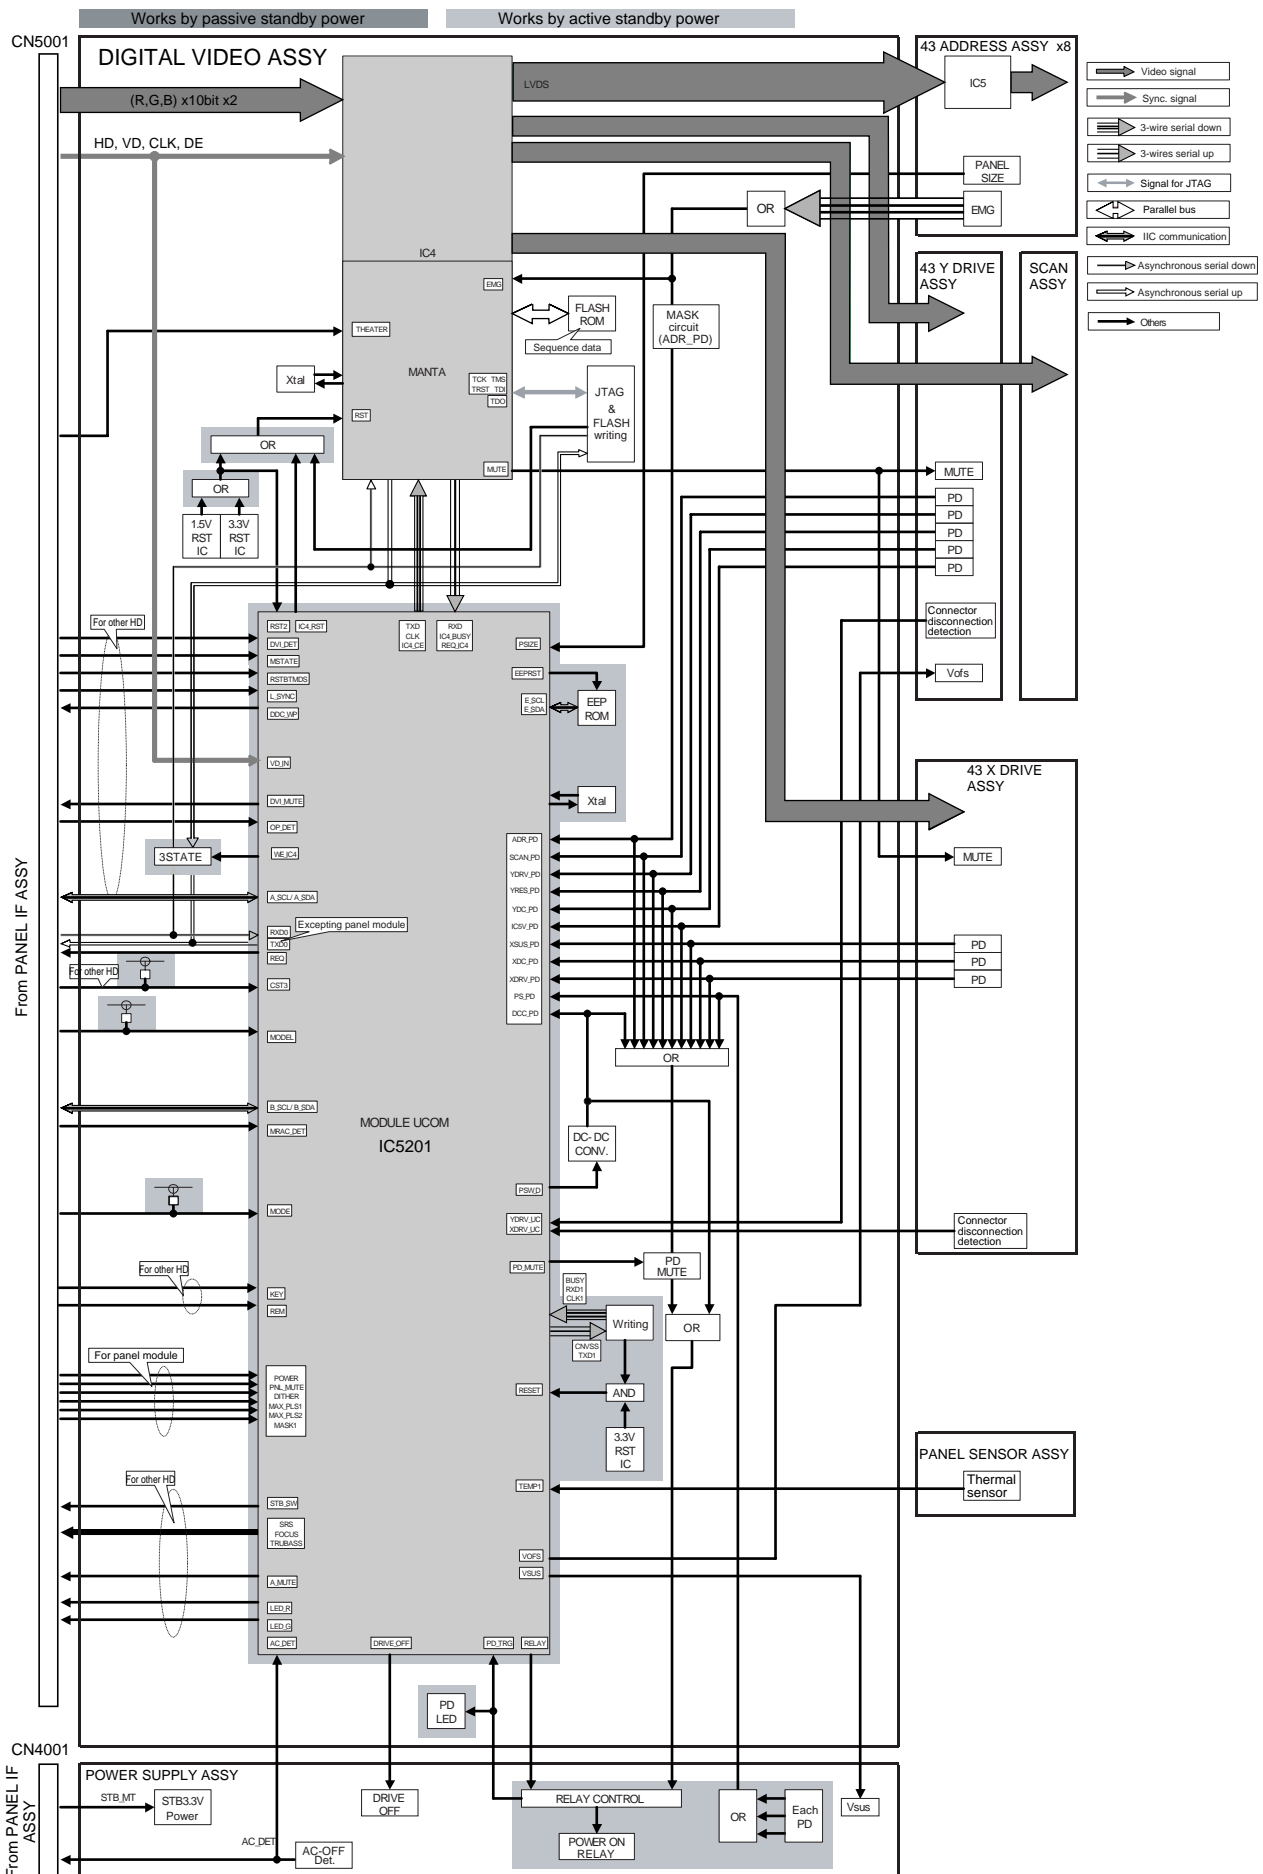 Works by passive standby power
Works by active standby power
CN5001
DIGITAL VIDEO ASSY
(R,G,B) x10bit x2
HD, VD, CLK, DE
LVDS
IC4
43 ADDRESS ASSY x8
IC5
PANEL
SIZE
EMG
OR
Video signal
Sync. signal
3-wire serial down
3-wires serial up
Signal for JTAG
Parallel bus
IIC communication
Asynchronous serial down
Asynchronous serial up
Others
43 Y DRIVE
ASSY
SCAN
ASSY
EMG
THEATER
FLASH
ROM
Sequence data
MASK
circuit
(ADR_PD)
Xtal
MANTA
TCK TMS
TRST TDI
TDO
JTAG
&
FLASH
writing
RST
OR
MUTE
OR
1.5V
RST
IC
3.3V
RST
IC
MUTE
PD
PD
PD
PD
PD
Connector
disconnection
detection
Vofs
For other HD
RST2
IC4_RST
TXD
CLK
IC4_CE
RXD
IC4_BUSY
REQ_IC4
DVI_DET
MSTATE
RSTBTMDS
L_SYNC
DDC_WP
VD_IN
DVI_MUTE
OP_DET
3STATE
WE_IC4
A_SCL/ A_SDA
RXD0
TXD0
Excepting panel module
REQ
For other HD
CST3
MODEL
B_SCL/ B_SDA
MRAC_DET
MODE
For other HD
KEY
REM
For panel module
POWER
PNL_MUTE
DITHER
MAX_PLS1
MAX_PLS2
MASK1
For other HD
STB_SW
SRS
FOCUS
TRUBASS
A_MUTE
LED_R
LED_G
AC_DET
DRIVE_OFF
PD_TRG
RELAY
MODULE UCOM
IC5201
PSIZE
EEPRST
E_SCL
E_SDA
EEP
ROM
Xtal
ADR_PD
SCAN_PD
YDRV_PD
YRES_PD
YDC_PD
IC5V_PD
XSUS_PD
XDC_PD
XDRV_PD
PS_PD
DCC_PD
OR
DC- DC
CONV.
PSW_D
YDRV_UC
XDRV_UC
PD_MUTE
PD
MUTE
BUSY
RXD1
CLK1
Writing
CNVSS
TXD1
OR
RESET
AND
3.3V
RST
IC
TEMP1
VOFS
VSUS
43 X DRIVE
ASSY
MUTE
PD
PD
PD
Connector
disconnection
detection
PANEL SENSOR ASSY
Thermal
sensor
From PANEL IF ASSY
PD
LED
CN4001
From PANEL IF
ASSY
POWER SUPPLY ASSY
STB_MT
STB3.3V
Power
AC_DET
AC-OFF
Det.
DRIVE
OFF
RELAY CONTROL
POWER ON
RELAY
OR
Each
PD
Vsus